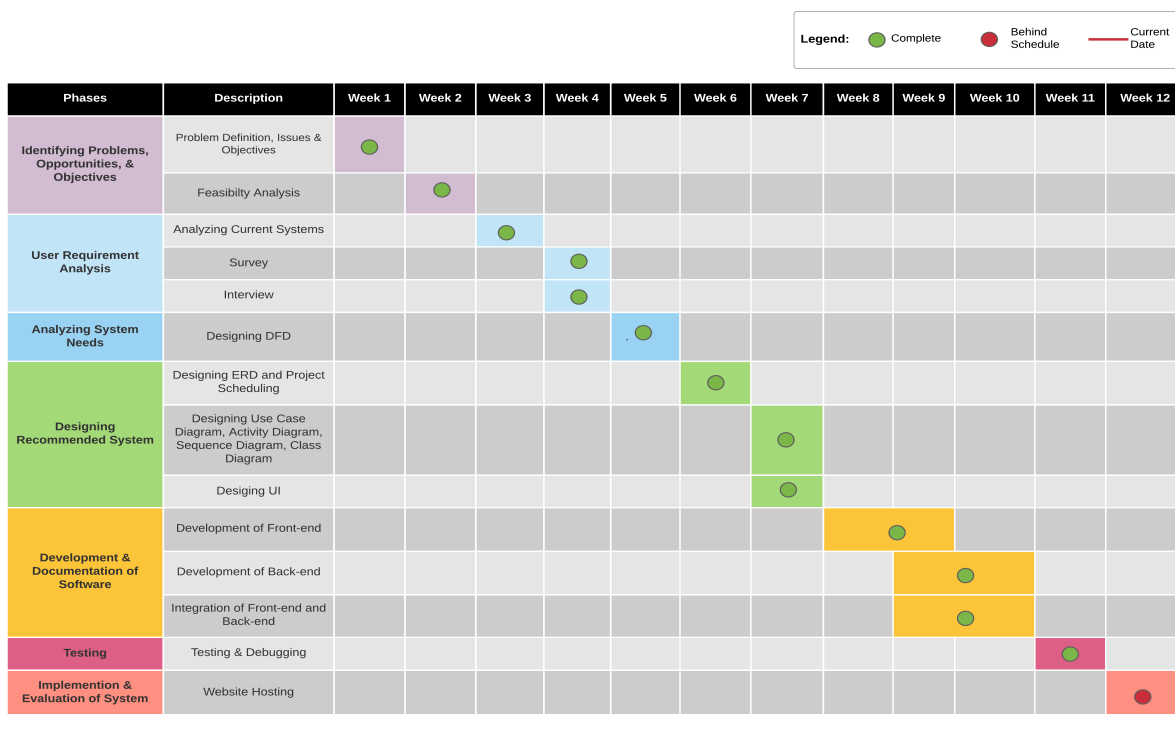 Legend:
Complete
Behind
Schedule
Current
Date
Phases Description Week 1 Week 2 Week 3 Week 4 Week 5 Week 6 Week 7 Week 8 Week 9 Week 10 Week 11 Week 12
Identifying Problems,
Opportunities, &
Objectives
Problem Definition, Issues &
Objectives
Feasibilty Analysis
User Requirement
Analysis
Analyzing Current Systems
Survey
Interview
Analyzing System
Needs
Designing DFD
.
Designing
Recommended System
Designing ERD and Project
Scheduling
Designing Use Case
Diagram, Activity Diagram,
Sequence Diagram, Class
Diagram
Desiging UI
Development &
Documentation of
Software
Development of Front-end
Development of Back-end
Integration of Front-end and
Back-end
Testing
Testing & Debugging
Implemention &
Evaluation of System
Website Hosting